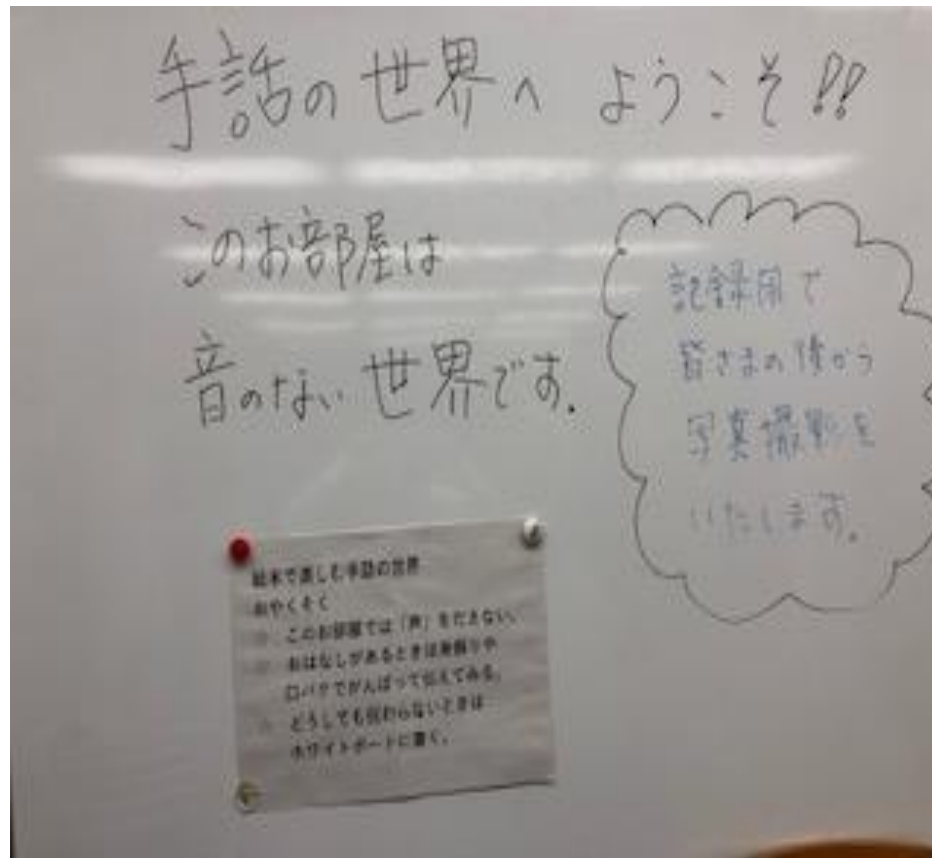 手話の世界へ ようこそ!!
このお部屋は
音のない世界です.
記録用で
皆さまの後から
写真撮影を
いたします。
絵本で楽しむ手話の世界
おやくそく
このお部屋では「声」をださない。
おはなしがあるときは身振りや
口パクでがんばって伝えてみる。
どうしても伝わらないときは
ホワイトボードに書く。